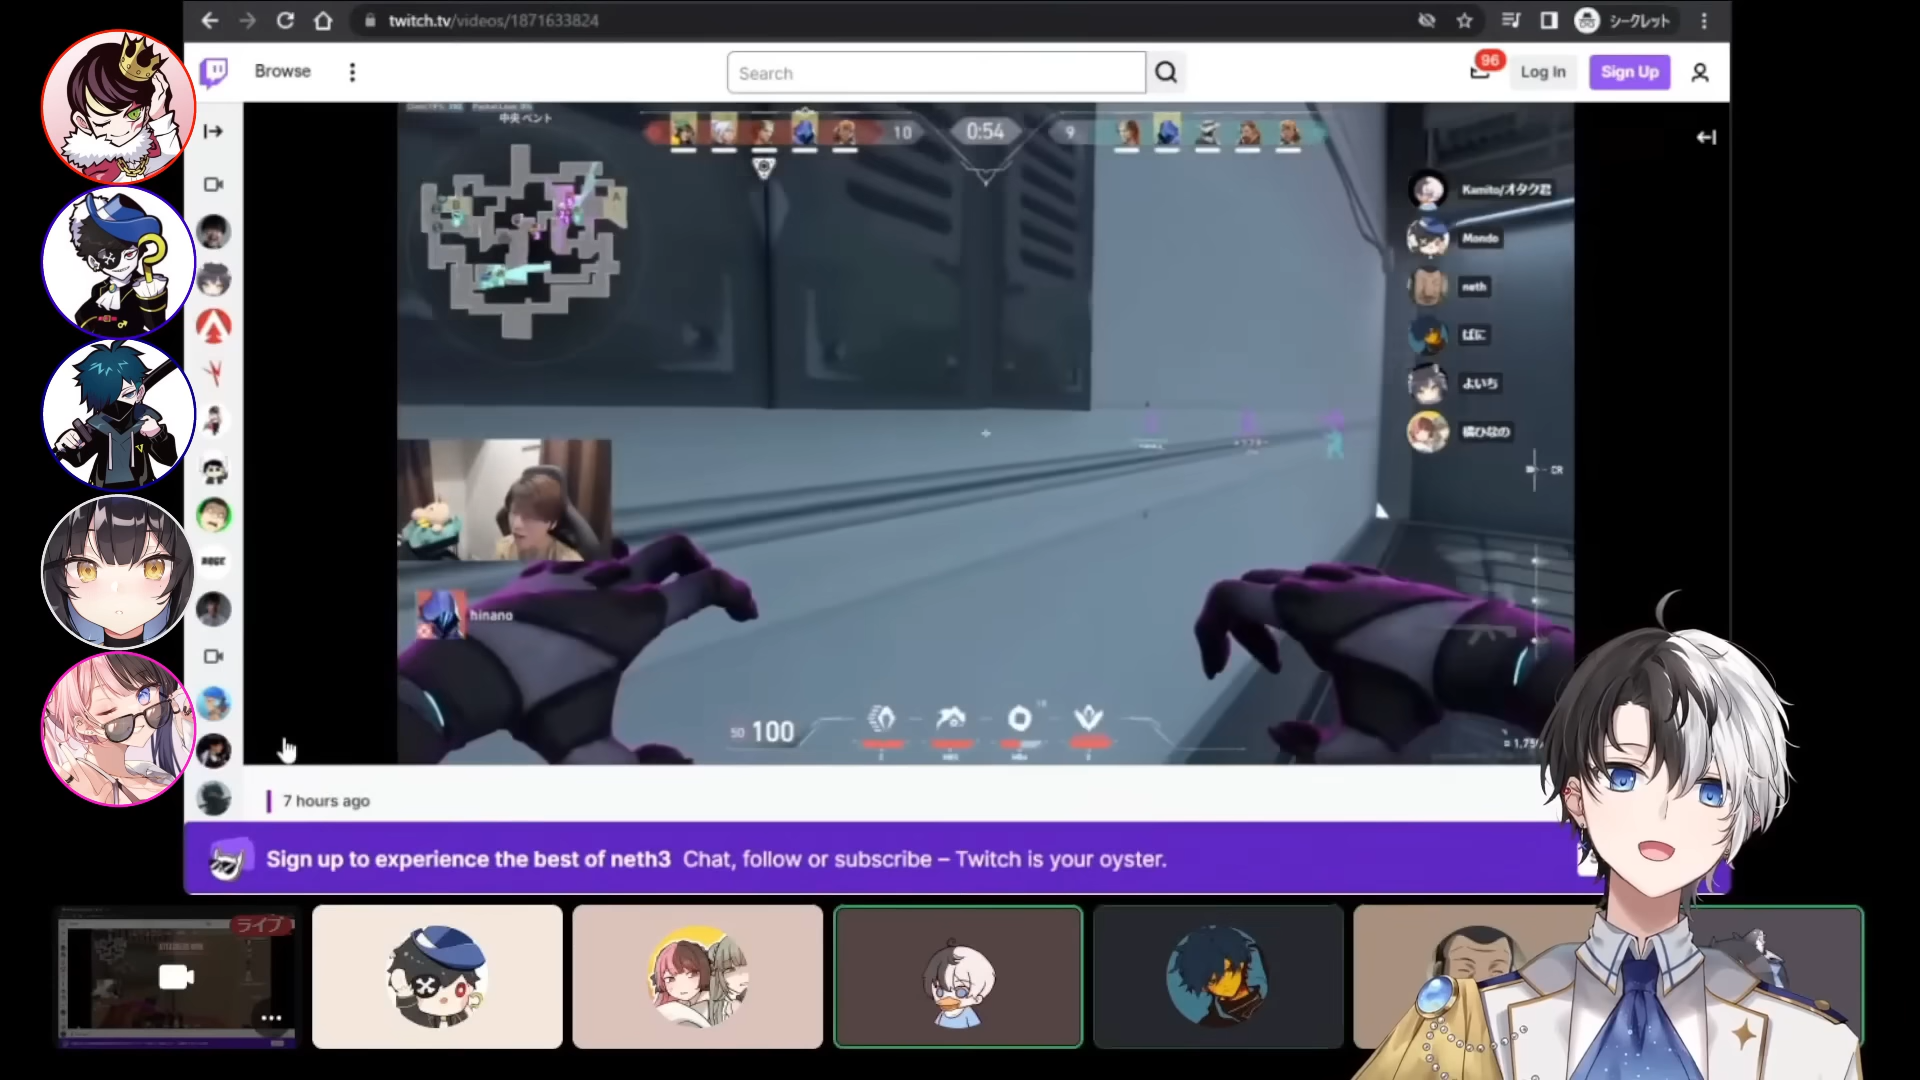 twitch.tv/videos/1871633824
シークレット
Browse
Search
96
Log In
Sign Up
中央 ベント
10
0:54
9
A
Kamito/オタク君
Mondo
neth
ばに
よいち
橘ひなの
CR
hinano
50
100
7 hours ago
Sign up to experience the best of neth3 Chat, follow or subscribe – Twitch is your oyster.
ライブ